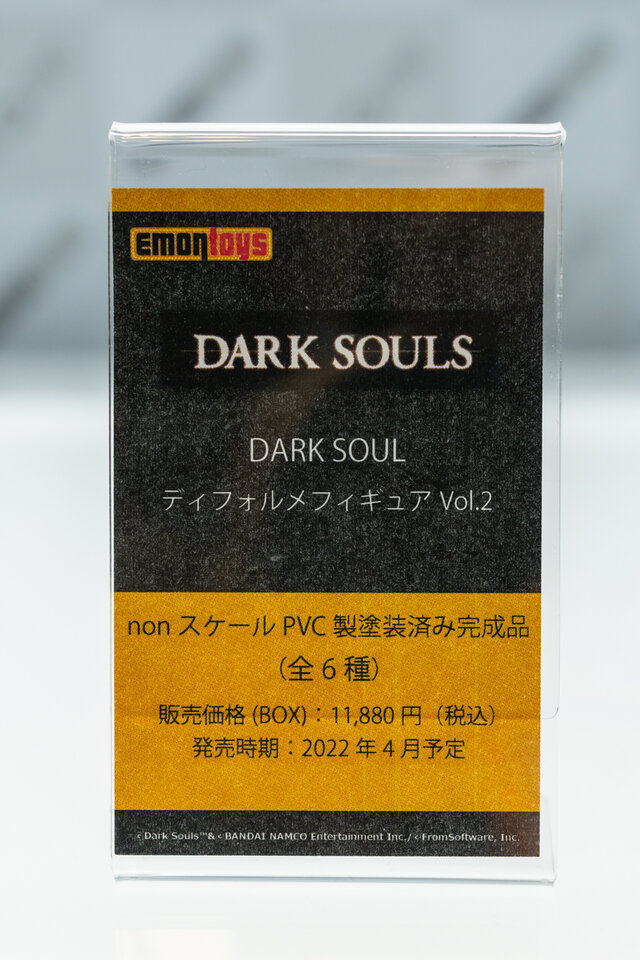 emontoys
DARK SOULS
DARK SOUL
ディフォルメフィギュア Vol.2
non スケール PVC 製塗装済み完成品
(全 6 種)
販売価格 (BOX)：11,880 円（税込）
発売時期：2022 年 4 月予定
c Dark Souls™& c BANDAI NAMCO Entertainment Inc./ c FromSoftware, Inc.